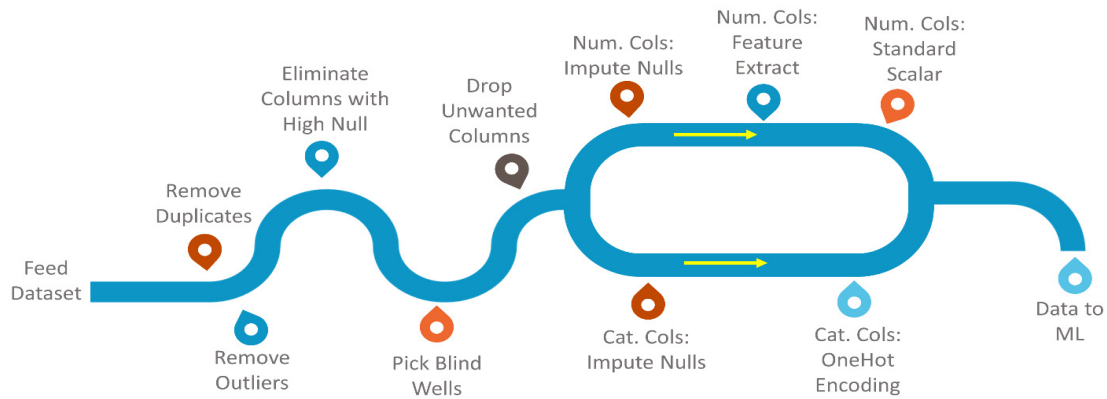 Feed
Dataset
Remove
Duplicates
Remove
Outliers
Eliminate
Columns with
High Null
Pick Blind
Wells
Drop
Unwanted
Columns
Num. Cols:
Impute Nulls
Num. Cols:
Feature
Extract
Num. Cols:
Standard
Scalar
Cat. Cols:
Impute Nulls
Cat. Cols:
OneHot
Encoding
Data to
ML